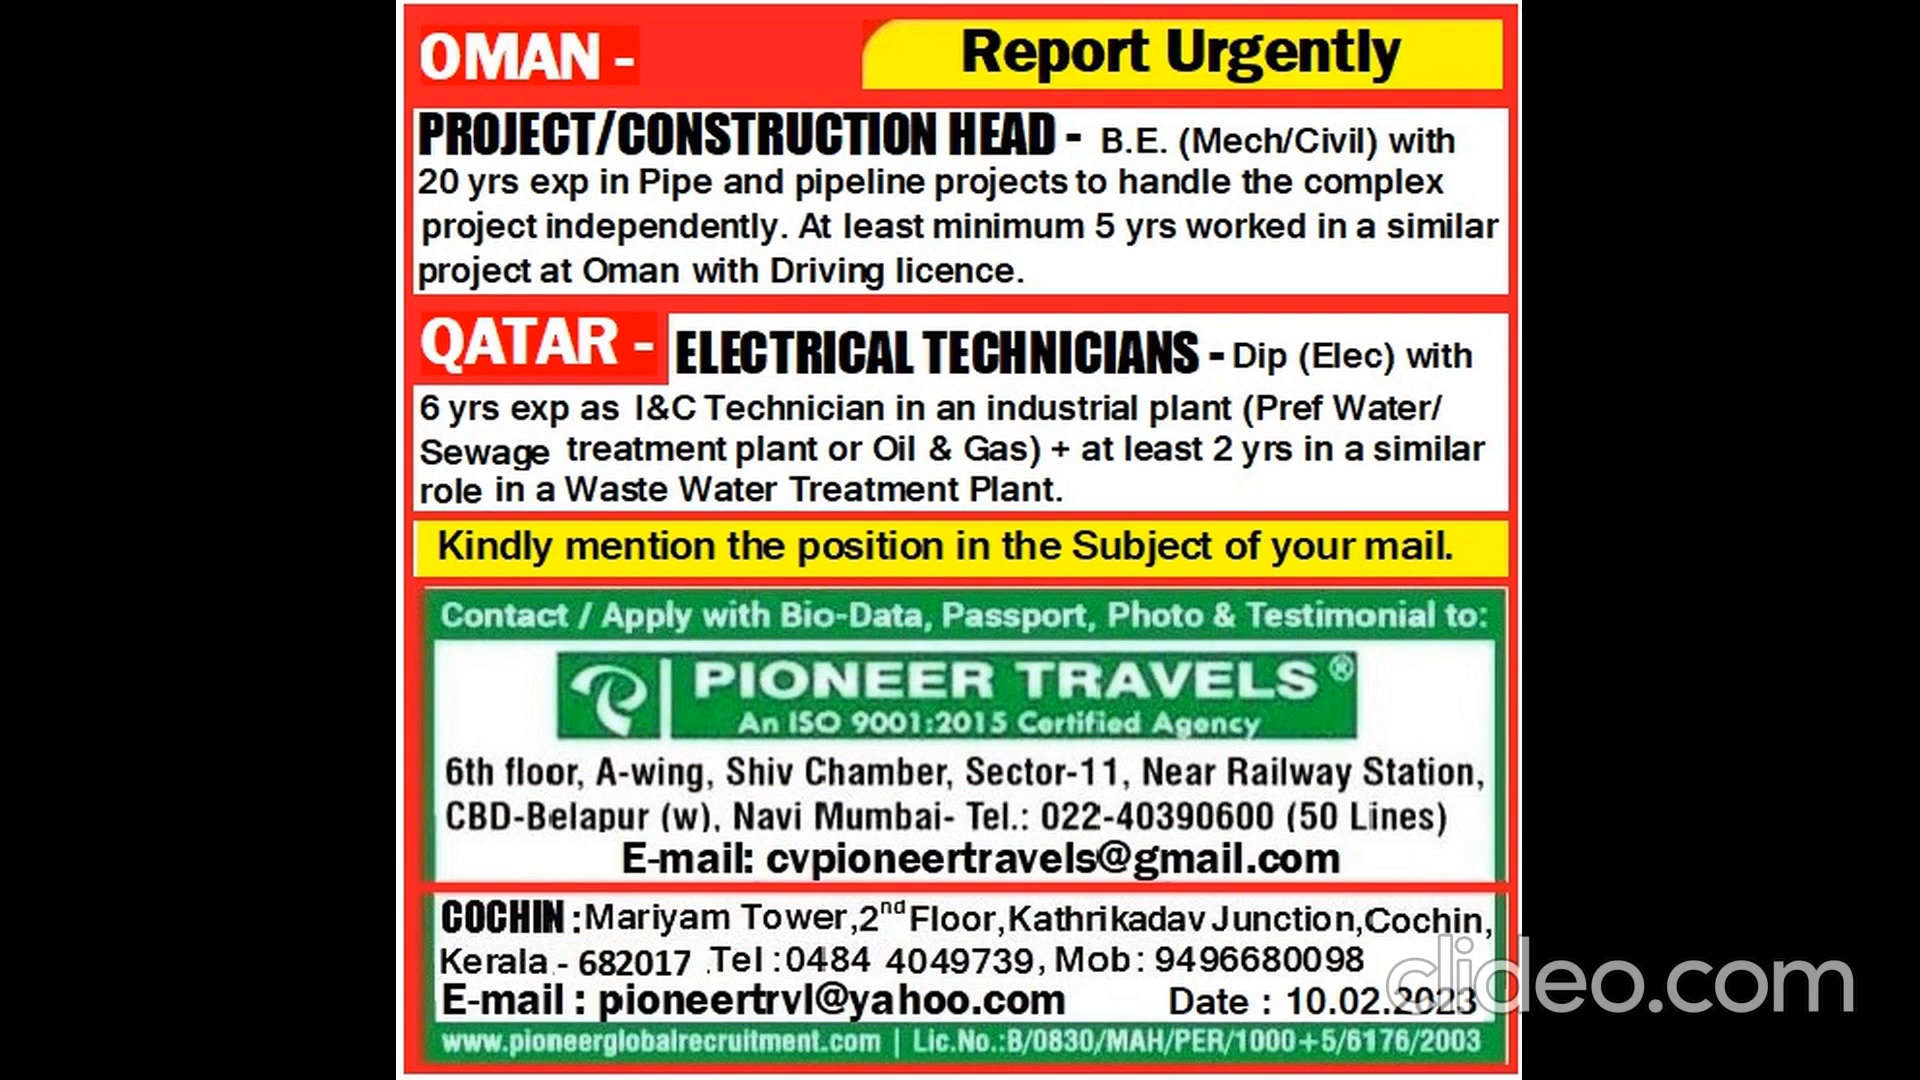 OMAN -
Report Urgently
PROJECT/CONSTRUCTION HEAD - B.E. (Mech/Civil) with
20 yrs exp in Pipe and pipeline projects to handle the complex
project independently. At least minimum 5 yrs worked in a similar
project at Oman with Driving licence.
QATAR - ELECTRICAL TECHNICIANS - Dip (Elec) with
6 yrs exp as I&C Technician in an industrial plant (Pref Water/
Sewage treatment plant or Oil & Gas) + at least 2 yrs in a similar
role in a Waste Water Treatment Plant.
Kindly mention the position in the Subject of your mail.
Contact / Apply with Bio-Data, Passport, Photo & Testimonial to:
PIONEER TRAVELS ®
An ISO 9001:2015 Certified Agency
6th floor, A-wing, Shiv Chamber, Sector-11, Near Railway Station,
CBD-Belapur (w), Navi Mumbai- Tel.: 022-40390600 (50 Lines)
E-mail: cvpioneertravels@gmail.com
COCHIN : Mariyam Tower,2nd Floor,Kathrikadav Junction,Cochin,
Kerala - 682017 .Tel :0484 4049739, Mob: 9496680098
E-mail : pioneertrvl@yahoo.com Date : 10.02.2023
www.pioneerglobalrecruitment.com | Lic.No.:B/0830/MAH/PER/1000+5/6176/2003
clideo.com